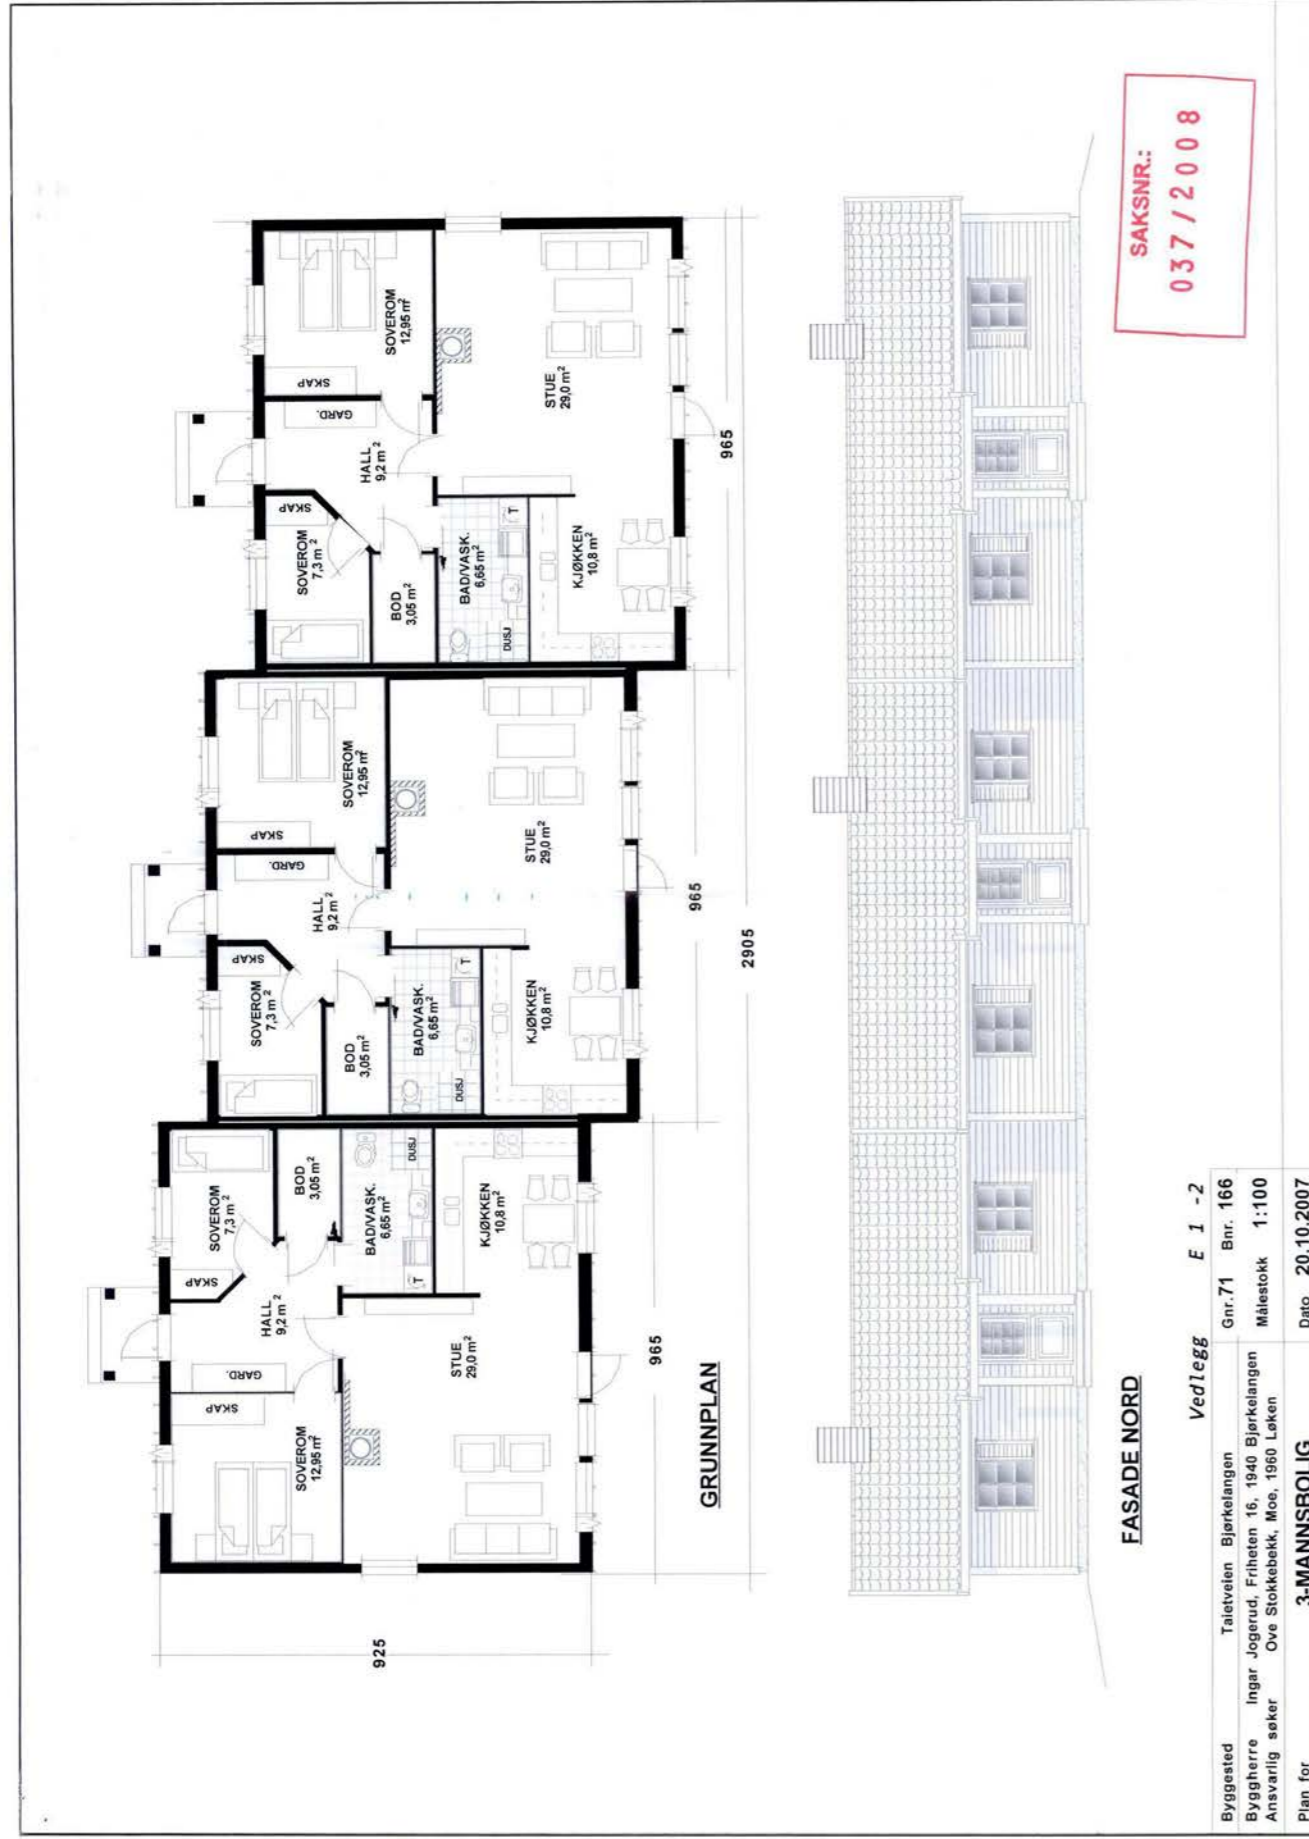 SOVEROM
12,95 m²
SKAP
GARD.
HALL
9,2 m²
SKAP
SOVEROM
7,3 m²
BOD
3,05 m²
BAD/VASK.
6,65 m²
DUSJ
T
KJØKKEN
10,8 m²
STUE
29,0 m²
SOVEROM
7,3 m²
SKAP
HALL
9,2 m²
GARD.
SKAP
SOVEROM
12,95 m²
BOD
3,05 m²
BAD/VASK.
6,65 m²
DUSJ
T
KJØKKEN
10,8 m²
STUE
29,0 m²
SOVEROM
7,3 m²
SKAP
HALL
9,2 m²
GARD.
SKAP
SOVEROM
12,95 m²
BOD
3,05 m²
BAD/VASK.
6,65 m²
DUSJ
T
KJØKKEN
10,8 m²
STUE
29,0 m²
925
965
965
965
2905
GRUNNPLAN
FASADE NORD
SAKSNR.:
037/2008
Vedlegg E 1 -2
Byggested Taietveien Bjørkelangen
Gnr.71 Bnr. 166
Byggherre Ingar Jogerud, Friheten 16, 1940 Bjørkelangen
Ansvarlig søker Ove Stokkebekk, Moe, 1960 Løken
Målestokk 1:100
Plan for 3-MANNSBOLIG
Dato 20.10.2007